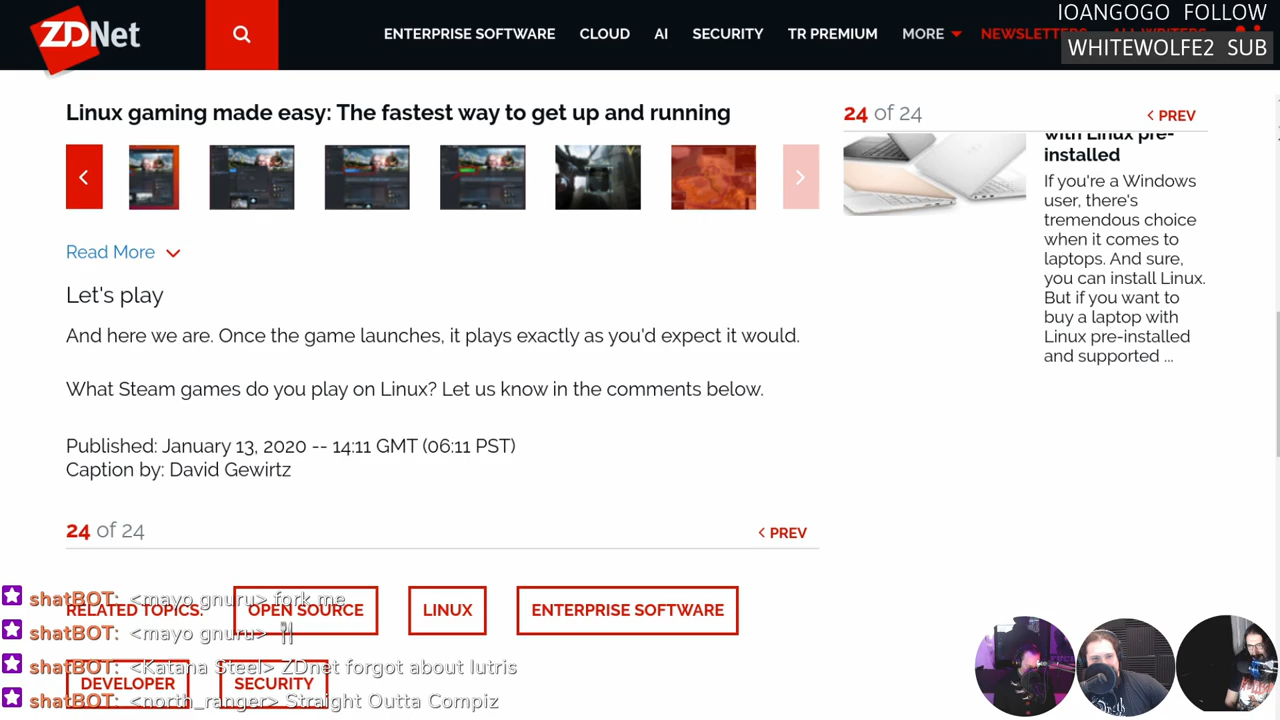 ZDNet
ENTERPRISE SOFTWARE
CLOUD
AI
SECURITY
TR PREMIUM
MORE
NEWSLETTERS
ALL WRITERS
IOANGOGO FOLLOW
WHITEWOLFE2 SUB
Linux gaming made easy: The fastest way to get up and running
24 of 24
PREV
with Linux pre-
installed
If you're a Windows
user, there's
tremendous choice
when it comes to
laptops. And sure,
you can install Linux.
But if you want to
buy a laptop with
Linux pre-installed
and supported ...
Read More
Let's play
And here we are. Once the game launches, it plays exactly as you'd expect it would.
What Steam games do you play on Linux? Let us know in the comments below.
Published: January 13, 2020 -- 14:11 GMT (06:11 PST)
Caption by: David Gewirtz
24 of 24
PREV
RELATED TOPICS:
OPEN SOURCE
LINUX
ENTERPRISE SOFTWARE
DEVELOPER
SECURITY
shatBOT: <mayo gnuru> fork me
shatBOT: <mayo gnuru> 🍴
shatBOT: <Katana Steel> ZDnet forgot about lutris
shatBOT: <north_ranger> Straight Outta Compiz